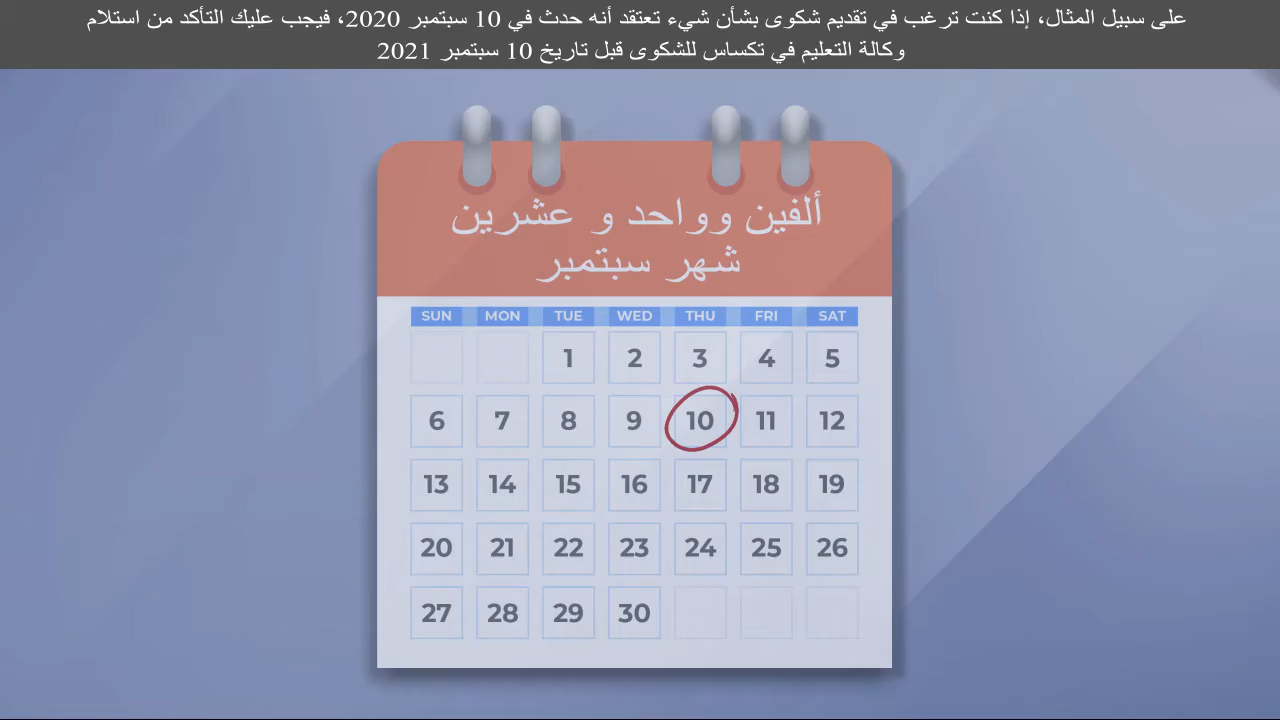 على سبيل المثال، إذا كنت ترغب في تقديم شكوى بشأن شيء تعتقد أنه حدث في 10 سبتمبر 2020، فيجب عليك التأكد من استلام
وكالة التعليم في تكساس للشكوى قبل تاريخ 10 سبتمبر 2021
ألفين وواحد و عشرين
شهر سبتمبر
SUN MON TUE WED THU FRI SAT
1 2 3 4 5
6 7 8 9 10 11 12
13 14 15 16 17 18 19
20 21 22 23 24 25 26
27 28 29 30